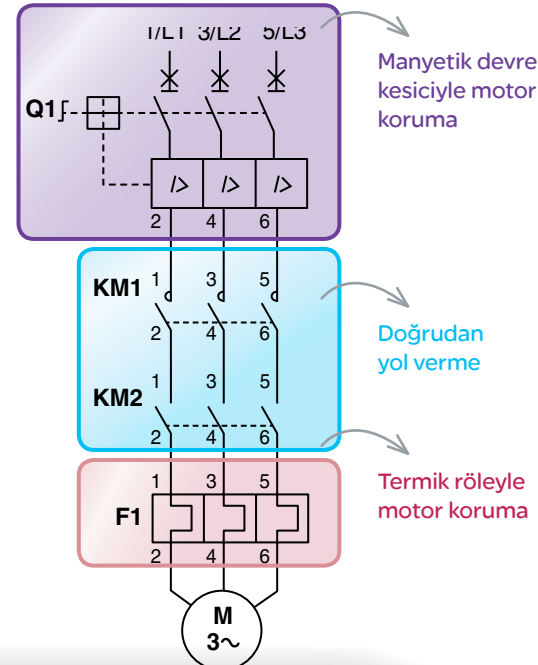 1/L1 3/L2 5/L3
Manyetik devre
kesiciyle motor
koruma
Q1
I> I> I>
2 4 6
KM1 1 3 5
2 4 6
Doğrudan
yol verme
KM2 1 3 5
2 4 6
Termik röleyle
motor koruma
1 3 5
F1
2 4 6
M
3~